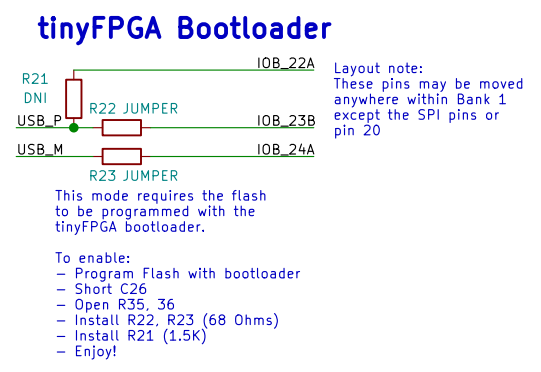 tinyFPGA Bootloader
IOB_22A
R21
DNI
R22 JUMPER
USB_P
IOB_23B
USB_M
IOB_24A
R23 JUMPER
Layout note:
These pins may be moved
anywhere within Bank 1
except the SPI pins or
pin 20
This mode requires the flash
to be programmed with the
tinyFPGA bootloader.
To enable:
- Program Flash with bootloader
- Short C26
- Open R35, 36
- Install R22, R23 (68 Ohms)
- Install R21 (1.5K)
- Enjoy!